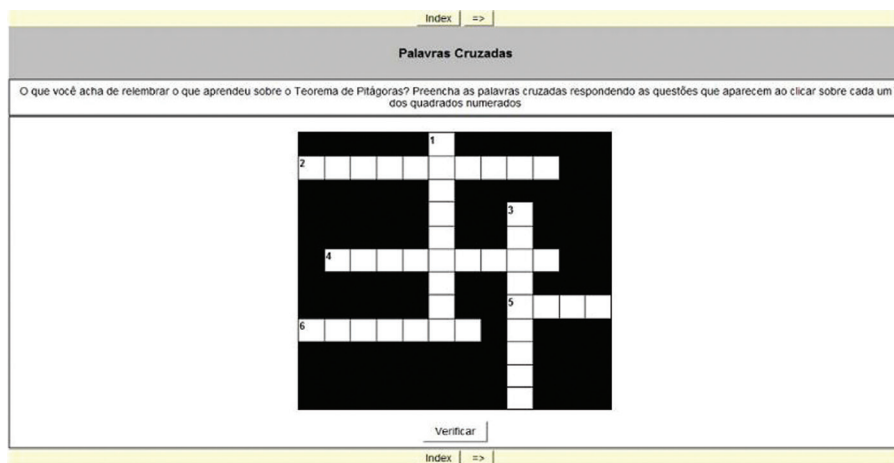 Index =>
Palavras Cruzadas
O que você acha de relembrar o que aprendeu sobre o Teorema de Pitágoras? Preencha as palavras cruzadas respondendo as questões que aparecem ao clicar sobre cada um
dos quadrados numerados
1
2
3
4
5
6
Verificar
Index =>